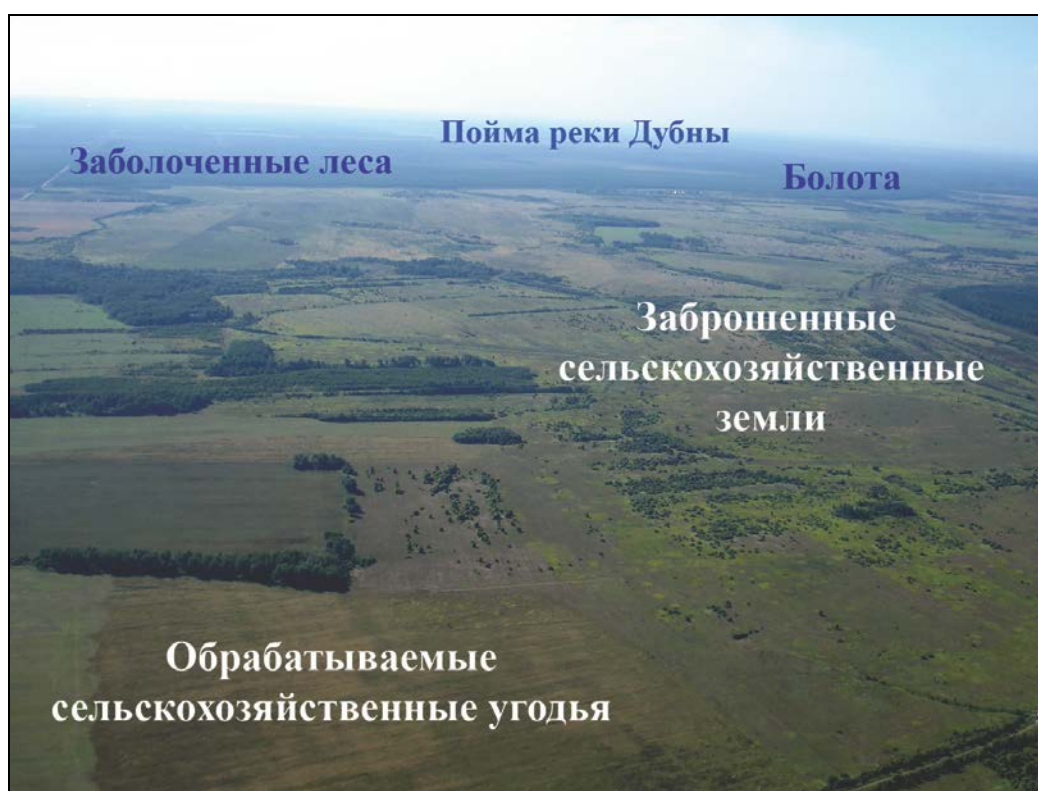 Пойма реки Дубны
Заболоченные леса
Болота
Заброшенные
сельскохозяйственные
земли
Обрабатываемые
сельскохозяйственные угодья